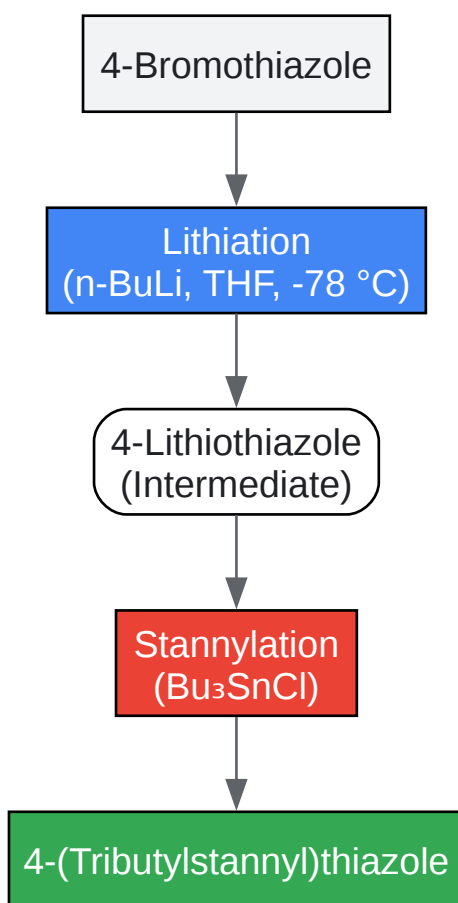 4-Bromothiazole
Lithiation
(n-BuLi, THF, -78 °C)
4-Lithiothiazole
(Intermediate)
Stannylation
(Bu₃SnCl)
4-(Tributylstannyl)thiazole